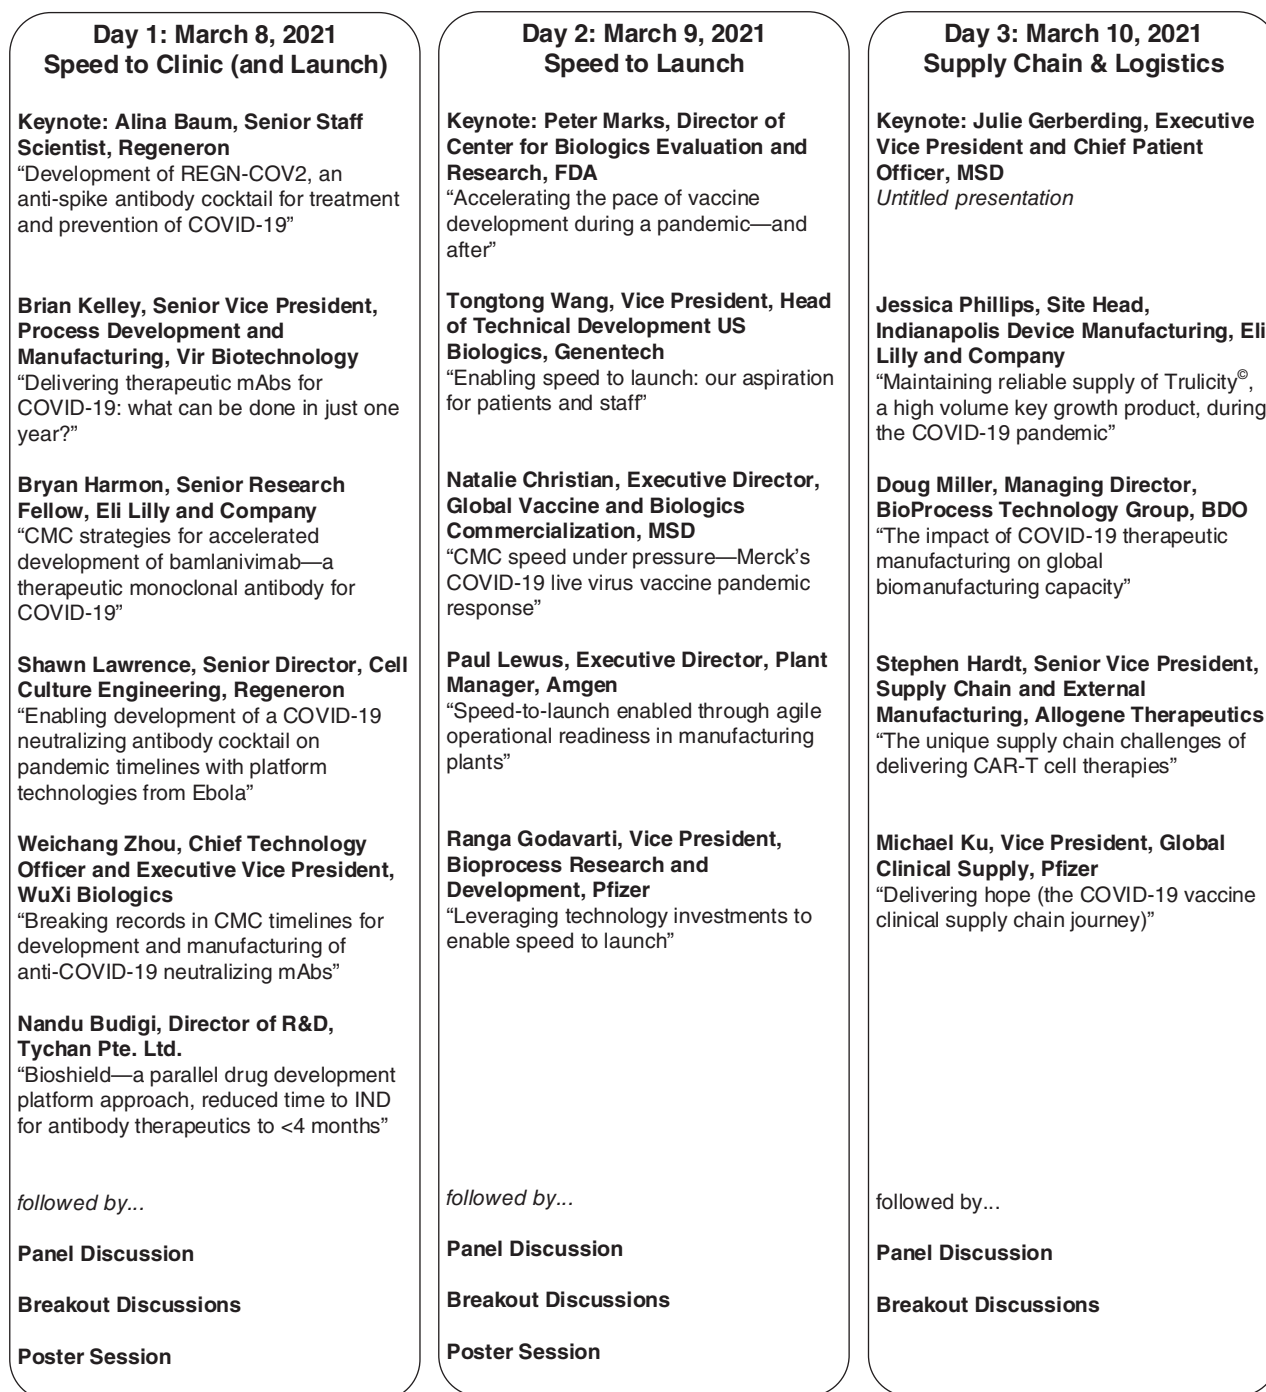 Day 1: March 8, 2021
Speed to Clinic (and Launch)
Keynote: Alina Baum, Senior Staff
Scientist, Regeneron
“Development of REGN-COV2, an
anti-spike antibody cocktail for treatment
and prevention of COVID-19”
Brian Kelley, Senior Vice President,
Process Development and
Manufacturing, Vir Biotechnology
“Delivering therapeutic mAbs for
COVID-19: what can be done in just one
year?”
Bryan Harmon, Senior Research
Fellow, Eli Lilly and Company
“CMC strategies for accelerated
development of bamlanivimab—a
therapeutic monoclonal antibody for
COVID-19”
Shawn Lawrence, Senior Director, Cell
Culture Engineering, Regeneron
“Enabling development of a COVID-19
neutralizing antibody cocktail on
pandemic timelines with platform
technologies from Ebola”
Weichang Zhou, Chief Technology
Officer and Executive Vice President,
WuXi Biologics
“Breaking records in CMC timelines for
development and manufacturing of
anti-COVID-19 neutralizing mAbs”
Nandu Budigi, Director of R&D,
Tychan Pte. Ltd.
“Bioshield—a parallel drug development
platform approach, reduced time to IND
for antibody therapeutics to <4 months”
followed by...
Panel Discussion
Breakout Discussions
Poster Session
Day 2: March 9, 2021
Speed to Launch
Keynote: Peter Marks, Director of
Center for Biologics Evaluation and
Research, FDA
“Accelerating the pace of vaccine
development during a pandemic—and
after”
Tongtong Wang, Vice President, Head
of Technical Development US
Biologics, Genentech
“Enabling speed to launch: our aspiration
for patients and staff”
Natalie Christian, Executive Director,
Global Vaccine and Biologics
Commercialization, MSD
“CMC speed under pressure—Merck’s
COVID-19 live virus vaccine pandemic
response”
Paul Lewus, Executive Director, Plant
Manager, Amgen
“Speed-to-launch enabled through agile
operational readiness in manufacturing
plants”
Ranga Godavarti, Vice President,
Bioprocess Research and
Development, Pfizer
“Leveraging technology investments to
enable speed to launch”
followed by...
Panel Discussion
Breakout Discussions
Poster Session
Day 3: March 10, 2021
Supply Chain & Logistics
Keynote: Julie Gerberding, Executive
Vice President and Chief Patient
Officer, MSD
Untitled presentation
Jessica Phillips, Site Head,
Indianapolis Device Manufacturing, Eli
Lilly and Company
“Maintaining reliable supply of Trulicity©,
a high volume key growth product, during
the COVID-19 pandemic”
Doug Miller, Managing Director,
BioProcess Technology Group, BDO
“The impact of COVID-19 therapeutic
manufacturing on global
biomanufacturing capacity”
Stephen Hardt, Senior Vice President,
Supply Chain and External
Manufacturing, Allogene Therapeutics
“The unique supply chain challenges of
delivering CAR-T cell therapies”
Michael Ku, Vice President, Global
Clinical Supply, Pfizer
“Delivering hope (the COVID-19 vaccine
clinical supply chain journey)”
followed by...
Panel Discussion
Breakout Discussions